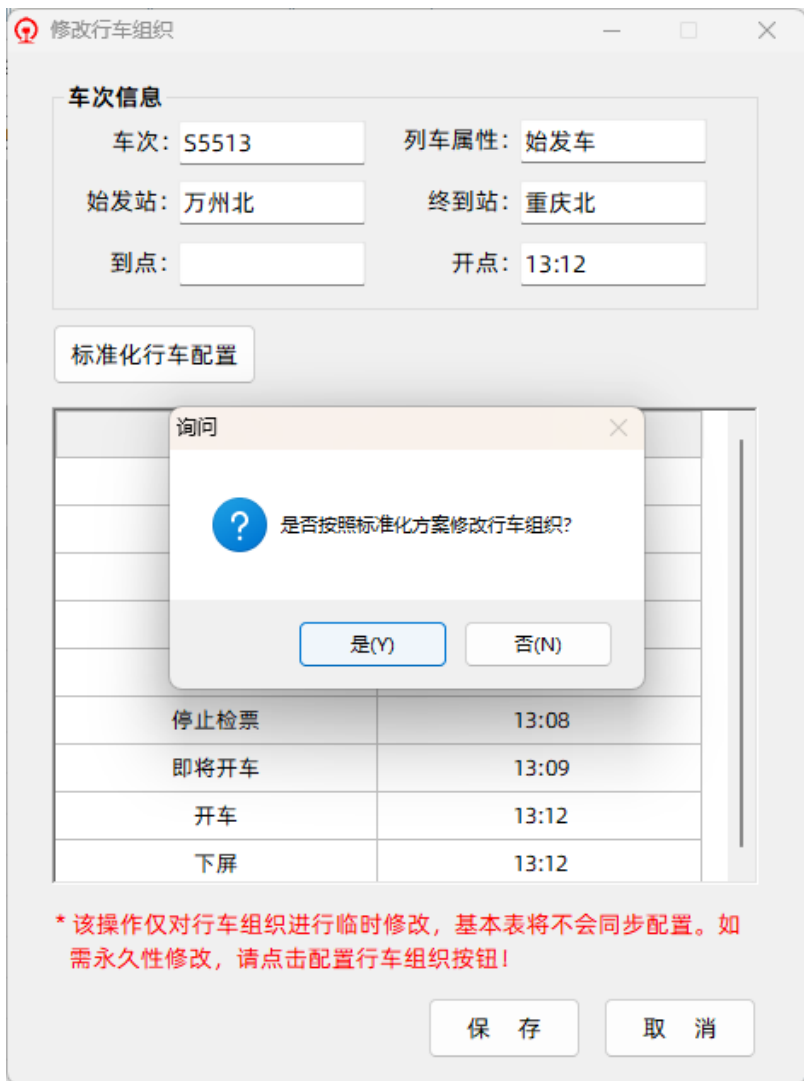 修改行车组织
车次信息
车次： S5513 列车属性： 始发车
始发站： 万州北 终到站： 重庆北
到点： 开点： 13:12
标准化行车配置
询问
是否按照标准化方案修改行车组织?
是(Y) 否(N)
停止检票 13:08
即将开车 13:09
开车 13:12
下屏 13:12
* 该操作仅对行车组织进行临时修改，基本表将不会同步配置。如
需永久性修改，请点击配置行车组织按钮！
保 存 取 消